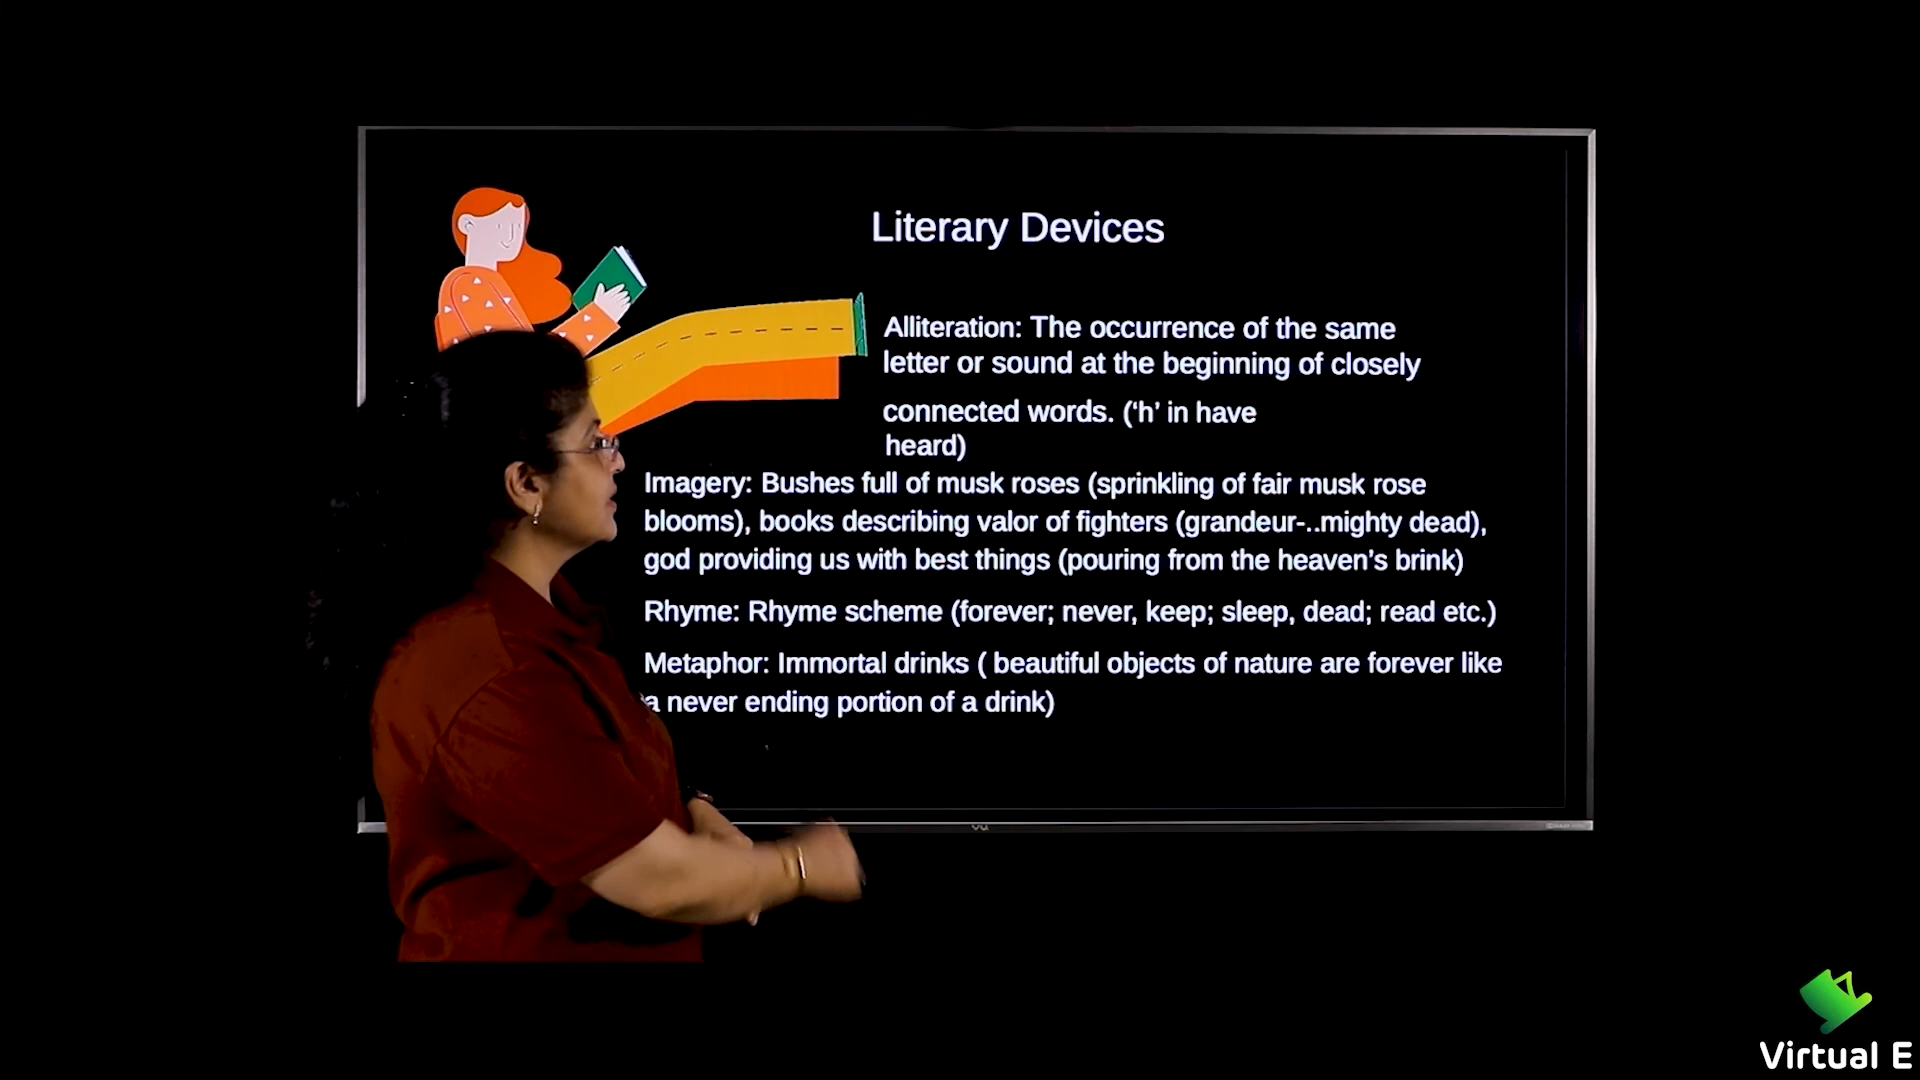 Literary Devices
Alliteration: The occurrence of the same
letter or sound at the beginning of closely
connected words. (‘h’ in have
heard)
Imagery: Bushes full of musk roses (sprinkling of fair musk rose
blooms), books describing valor of fighters (grandeur-..mighty dead),
god providing us with best things (pouring from the heaven’s brink)
Rhyme: Rhyme scheme (forever; never, keep; sleep, dead; read etc.)
Metaphor: Immortal drinks ( beautiful objects of nature are forever like
a never ending portion of a drink)
vu
Virtual E